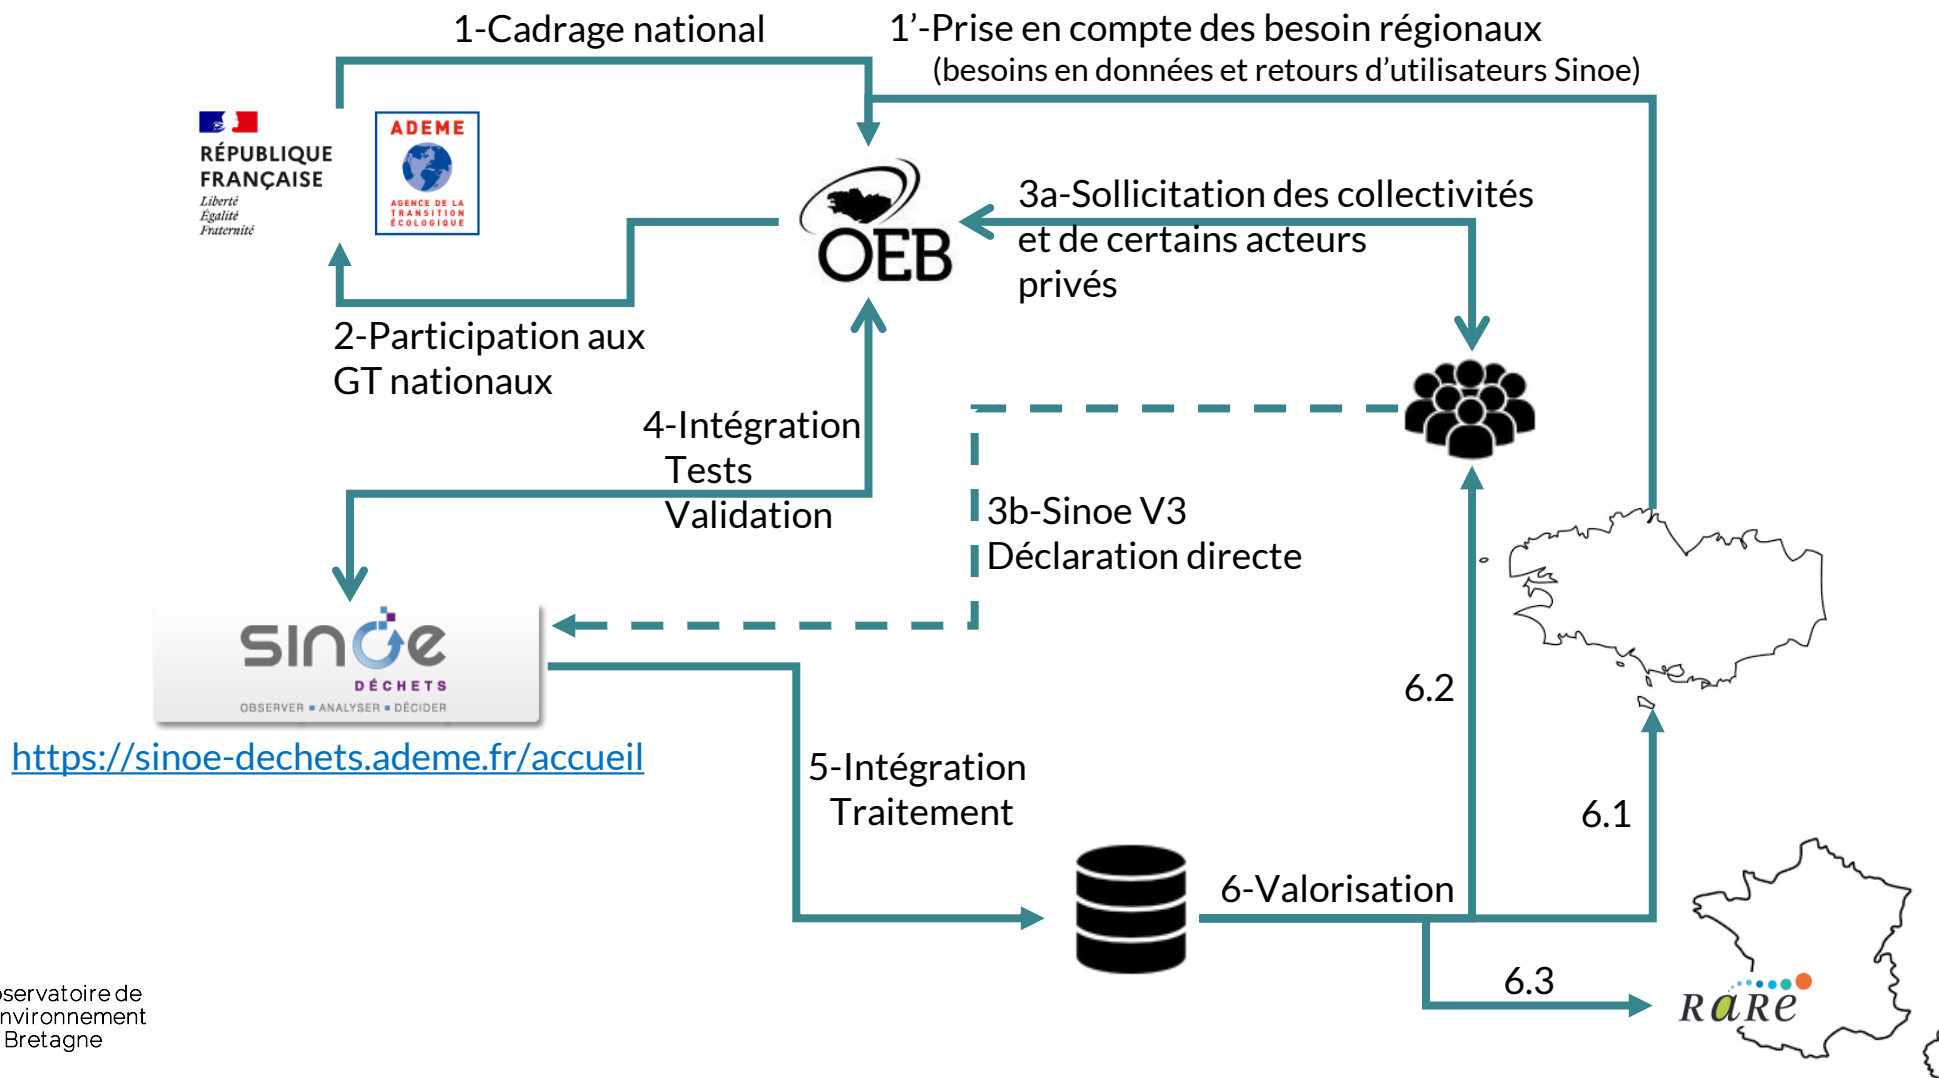 1-Cadrage national
1’-Prise en compte des besoin régionaux
(besoins en données et retours d’utilisateurs Sinoe)
RÉPUBLIQUE
FRANÇAISE
Liberté
Égalité
Fraternité
ADEME
AGENCE DE LA
TRANSITION
ÉCOLOGIQUE
OEB
3a-Sollicitation des collectivités
et de certains acteurs
privés
2-Participation aux
GT nationaux
4-Intégration
Tests
Validation
3b-Sinoe V3
Déclaration directe
sinoe
DÉCHETS
OBSERVER ▪ ANALYSER ▪ DÉCIDER
https://sinoe-dechets.ademe.fr/accueil
6.2
5-Intégration
Traitement
6.1
6-Valorisation
6.3
RaRe
servatoire de
nvironnement
Bretagne